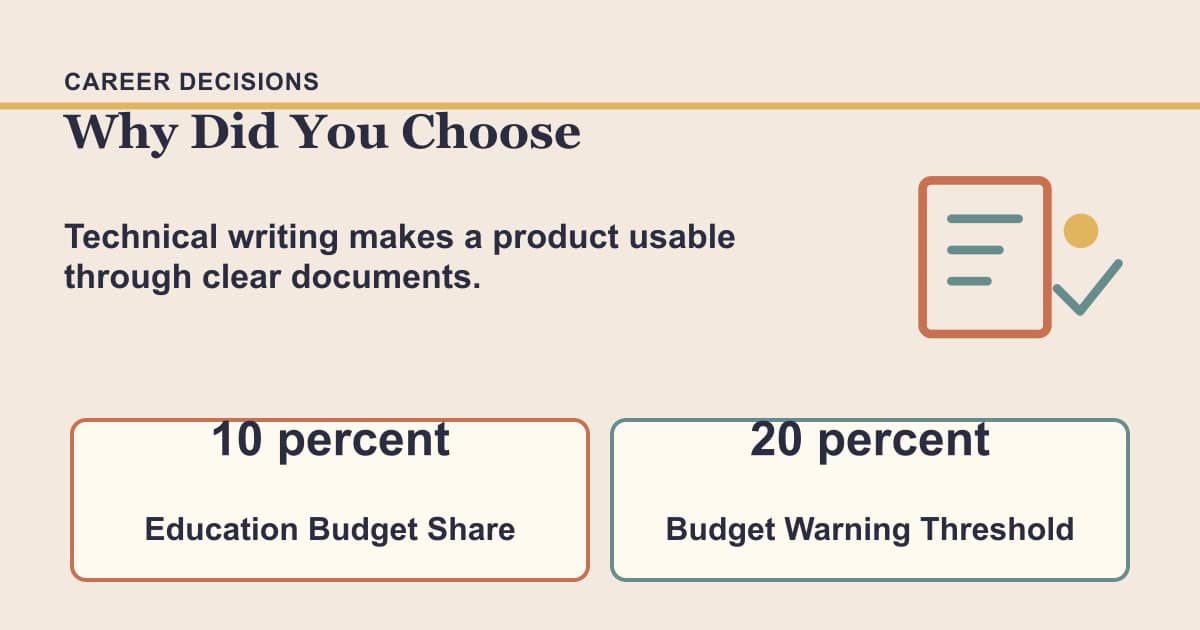 CAREER DECISIONS
Why Did You Choose
Technical writing makes a product usable
through clear documents.
10 percent
Education Budget Share
20 percent
Budget Warning Threshold